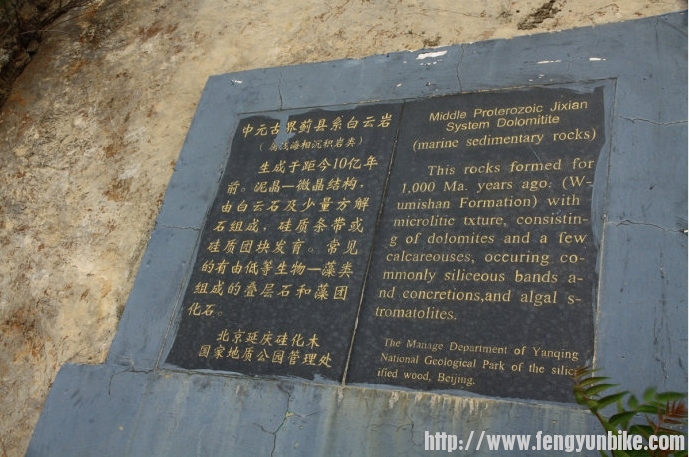 中元古界蓟县系白云岩
浅海相沉积岩类)
生成于距今10亿年
前。泥晶—微晶结构,
由白云石及少量方解
石组成,硅质条带或
硅质团块发育。常见
的有由低等生物—藻类
组成的叠层石和藻团
化石。
北京延庆硅化木
国家地质公园管理处
Middle Proterozoic Jixian
System Dolomitite
(marine sedimentary rocks)
This rocks formed for
1,000 Ma. years ago. (W-
umishan Formation) with
microlitic txture, consistin-
g of dolomites and a few
calcareouses, occuring co-
mmonly siliceous bands a-
nd concretions,and algal s-
tromatolites.
The Manage Department of Yanqing
National Geological Park of the silic
ified wood, Beijing.
http://www.fengyunbike.com